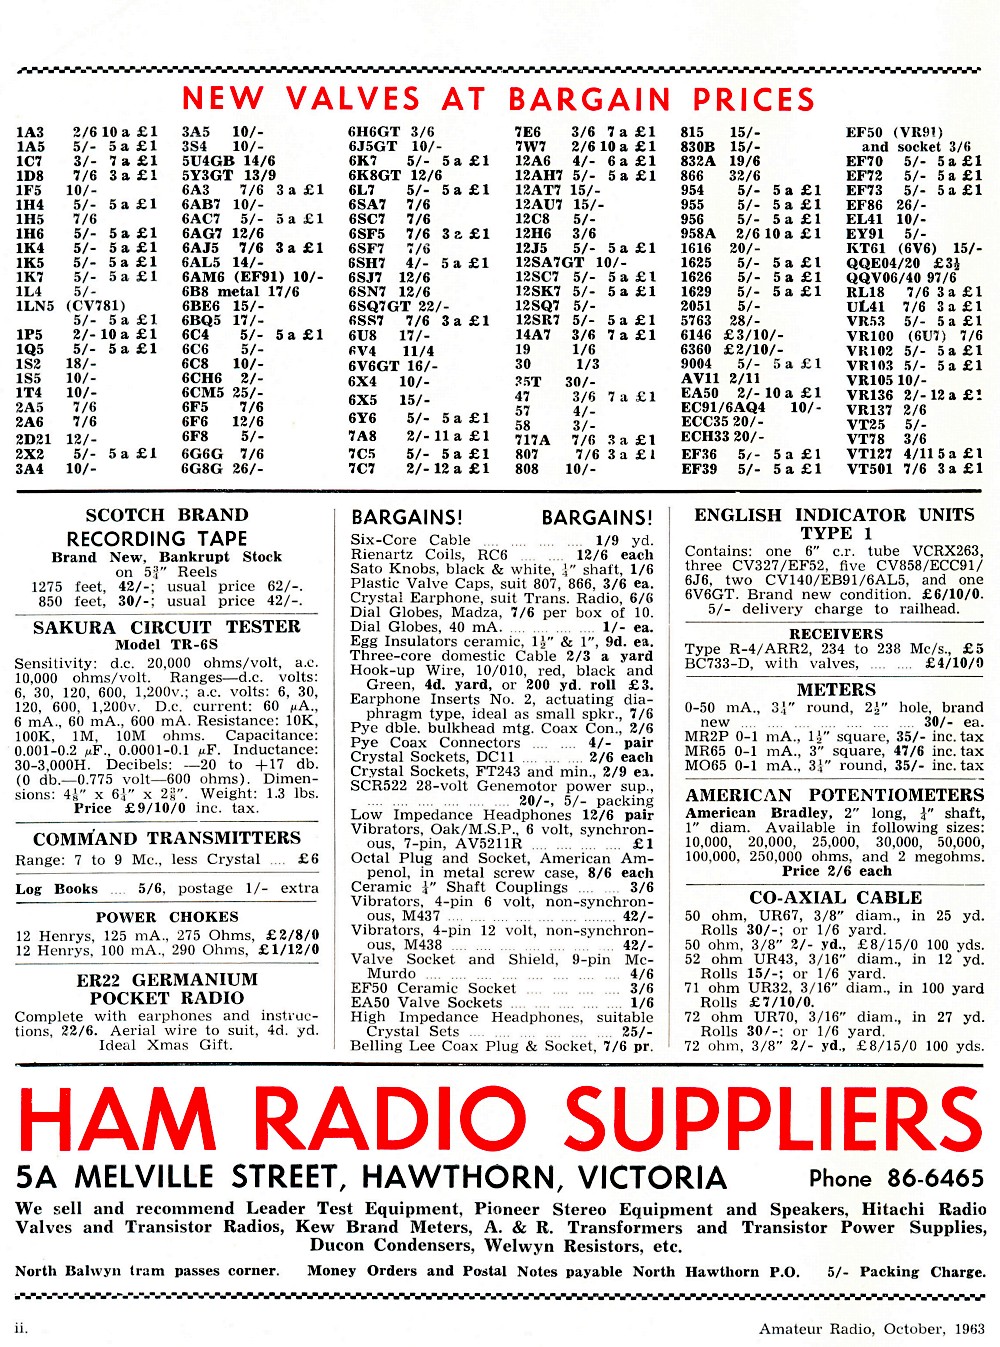 NEW VALVES AT BARGAIN PRICES
1A3 2/6 10 a £1
1A5 5/- 5 a £1
1C7 3/- 7 a £1
1D8 7/6 3 a £1
1F5 10/-
1H4 5/- 5 a £1
1H5 7/6
1H6 5/- 5 a £1
1K4 5/- 5 a £1
1K5 5/- 5 a £1
1K7 5/- 5 a £1
1L4 5/-
1LN5 (CV781)
5/- 5 a £1
1P5 2/- 10 a £1
1Q5 5/- 5 a £1
1S2 18/-
1S5 10/-
1T4 10/-
2A5 7/6
2A6 7/6
2D21 12/-
2X2 5/- 5 a £1
3A4 10/-
3A5 10/-
3S4 10/-
5U4GB 14/6
5Y3GT 13/9
6A3 7/6 3 a £1
6AB7 10/-
6AC7 5/- 5 a £1
6AG7 12/6
6AJ5 7/6 3 a £1
6AL5 14/-
6AM6 (EF91) 10/-
6B8 metal 17/6
6BE6 15/-
6BQ5 17/-
6C4 5/- 5 a £1
6C6 5/-
6C8 10/-
6CH6 2/-
6CM5 25/-
6F5 7/6
6F6 12/6
6F8 5/-
6G6G 7/6
6G8G 26/-
6H6GT 3/6
6J5GT 10/-
6K7 5/- 5 a £1
6K8GT 12/6
6L7 5/- 5 a £1
6SA7 7/6
6SC7 7/6
6SF5 7/6 3 a £1
6SF7 7/6
6SH7 4/- 5 a £1
6SJ7 12/6
6SN7 12/6
6SQ7GT 22/-
6SS7 7/6 3 a £1
6U8 17/-
6V4 11/4
6V6GT 16/-
6X4 10/-
6X5 15/-
6Y6 5/- 5 a £1
7A8 2/- 11 a £1
7C5 5/- 5 a £1
7C7 2/- 12 a £1
7E6 3/6 7 a £1
7W7 2/6 10 a £1
12A6 4/- 6 a £1
12AH7 5/- 5 a £1
12AT7 15/-
12AU7 15/-
12C8 5/-
12H6 3/6
12J5 5/- 5 a £1
12SA7GT 10/-
12SC7 5/- 5 a £1
12SK7 5/- 5 a £1
12SQ7 5/-
12SR7 5/- 5 a £1
14A7 3/6 7 a £1
19 1/6
30 1/3
35T 30/-
47 3/6 7 a £1
57 4/-
58 3/-
717A 7/6 3 a £1
807 7/6 3 a £1
808 10/-
815 15/-
830B 15/-
832A 19/6
866 32/6
954 5/- 5 a £1
955 5/- 5 a £1
956 5/- 5 a £1
958A 2/6 10 a £1
1616 20/-
1625 5/- 5 a £1
1626 5/- 5 a £1
1629 5/- 5 a £1
2051 5/-
5763 28/-
6146 £3/10/-
6360 £2/10/-
9004 5/- 5 a £1
AV11 2/11
EA50 2/- 10 a £1
EC91/6AQ4 10/-
ECC35 20/-
ECH33 20/-
EF36 5/- 5 a £1
EF39 5/- 5 a £1
EF50 (VR91)
and socket 3/6
EF70 5/- 5 a £1
EF72 5/- 5 a £1
EF73 5/- 5 a £1
EF86 26/-
EL41 10/-
EY91 5/-
KT61 (6V6) 15/-
QQE04/20 £3½
QQV06/40 97/6
RL18 7/6 3 a £1
UL41 7/6 3 a £1
VR53 5/- 5 a £1
VR100 (6U7) 7/6
VR102 5/- 5 a £1
VR103 5/- 5 a £1
VR105 10/-
VR136 2/- 12 a £1
VR137 2/6
VT25 5/-
VT78 3/6
VT127 4/11 5 a £1
VT501 7/6 3 a £1
SCOTCH BRAND
RECORDING TAPE
Brand New, Bankrupt Stock
on 5¾" Reels
1275 feet, 42/-; usual price 62/-.
850 feet, 30/-; usual price 42/-.
SAKURA CIRCUIT TESTER
Model TR-6S
Sensitivity: d.c. 20,000 ohms/volt, a.c.
10,000 ohms/volt. Ranges—d.c. volts:
6, 30, 120, 600, 1,200v.; a.c. volts: 6, 30,
120, 600, 1,200v. D.c. current: 60 μA.,
6 mA., 60 mA., 600 mA. Resistance: 10K,
100K, 1M, 10M ohms. Capacitance:
0.001-0.2 μF., 0.0001-0.1 μF. Inductance:
30-3,000H. Decibels: —20 to +17 db.
(0 db.—0.775 volt—600 ohms). Dimen-
sions: 4⅛" x 6¼" x 2⅜". Weight: 1.3 lbs.
Price £9/10/0 inc. tax.
COMMAND TRANSMITTERS
Range: 7 to 9 Mc., less Crystal .... £6
Log Books .... 5/6, postage 1/- extra
POWER CHOKES
12 Henrys, 125 mA., 275 Ohms, £2/8/0
12 Henrys, 100 mA., 290 Ohms, £1/12/0
ER22 GERMANIUM
POCKET RADIO
Complete with earphones and instruc-
tions, 22/6. Aerial wire to suit, 4d. yd.
Ideal Xmas Gift.
BARGAINS! BARGAINS!
Six-Core Cable .... .... .... .... 1/9 yd.
Rienartz Coils, RC6 .... .... 12/6 each
Sato Knobs, black & white, ¼" shaft, 1/6
Plastic Valve Caps, suit 807, 866, 3/6 ea.
Crystal Earphone, suit Trans. Radio, 6/6
Dial Globes, Madza, 7/6 per box of 10.
Dial Globes, 40 mA. .... .... .... 1/- ea.
Egg Insulators ceramic, 1½" & 1", 9d. ea.
Three-core domestic Cable 2/3 a yard
Hook-up Wire, 10/010, red, black and
Green, 4d. yard, or 200 yd. roll £3.
Earphone Inserts No. 2, actuating dia-
phragm type, ideal as small spkr., 7/6
Pye dble. bulkhead mtg. Coax Con., 2/6
Pye Coax Connectors .... .... 4/- pair
Crystal Sockets, DC11 .... .... 2/6 each
Crystal Sockets, FT243 and min., 2/9 ea.
SCR522 28-volt Genemotor power sup.,
.... .... .... .... .... 20/-, 5/- packing
Low Impedance Headphones 12/6 pair
Vibrators, Oak/M.S.P., 6 volt, synchron-
ous, 7-pin, AV5211R .... .... .... .... £1
Octal Plug and Socket, American Am-
penol, in metal screw case, 8/6 each
Ceramic ¼" Shaft Couplings .... .... 3/6
Vibrators, 4-pin 6 volt, non-synchron-
ous, M437 .... .... .... .... .... 42/-
Vibrators, 4-pin 12 volt, non-synchron-
ous, M438 .... .... .... .... .... 42/-
Valve Socket and Shield, 9-pin Mc-
Murdo .... .... .... .... .... .... 4/6
EF50 Ceramic Socket .... .... .... 3/6
EA50 Valve Sockets .... .... .... 1/6
High Impedance Headphones, suitable
Crystal Sets .... .... .... .... .... 25/-
Belling Lee Coax Plug & Socket, 7/6 pr.
ENGLISH INDICATOR UNITS
TYPE 1
Contains: one 6" c.r. tube VCRX263,
three CV327/EF52, five CV858/ECC91/
6J6, two CV140/EB91/6AL5, and one
6V6GT. Brand new condition. £6/10/0.
5/- delivery charge to railhead.
RECEIVERS
Type R-4/ARR2, 234 to 238 Mc/s., £5
BC733-D, with valves, .... .... £4/10/0
METERS
0-50 mA., 3¼" round, 2½" hole, brand
new .... .... .... .... .... .... 30/- ea.
MR2P 0-1 mA., 1½" square, 35/- inc. tax
MR65 0-1 mA., 3" square, 47/6 inc. tax
MO65 0-1 mA., 3¼" round, 35/- inc. tax
AMERICAN POTENTIOMETERS
American Bradley, 2" long, ¼" shaft,
1" diam. Available in following sizes:
10,000, 20,000, 25,000, 30,000, 50,000,
100,000, 250,000 ohms, and 2 megohms.
Price 2/6 each
CO-AXIAL CABLE
50 ohm, UR67, 3/8" diam., in 25 yd.
Rolls 30/-; or 1/6 yard.
50 ohm, 3/8" 2/- yd., £8/15/0 100 yds.
52 ohm UR43, 3/16" diam., in 12 yd.
Rolls 15/-; or 1/6 yard.
71 ohm UR32, 3/16" diam., in 100 yard
Rolls £7/10/0.
72 ohm UR70, 3/16" diam., in 27 yd.
Rolls 30/-; or 1/6 yard.
72 ohm, 3/8" 2/- yd., £8/15/0 100 yds.
HAM RADIO SUPPLIERS
5A MELVILLE STREET, HAWTHORN, VICTORIA Phone 86-6465
We sell and recommend Leader Test Equipment, Pioneer Stereo Equipment and Speakers, Hitachi Radio
Valves and Transistor Radios, Kew Brand Meters, A. & R. Transformers and Transistor Power Supplies,
Ducon Condensers, Welwyn Resistors, etc.
North Balwyn tram passes corner. Money Orders and Postal Notes payable North Hawthorn P.O. 5/- Packing Charge.
ii. Amateur Radio, October, 1963